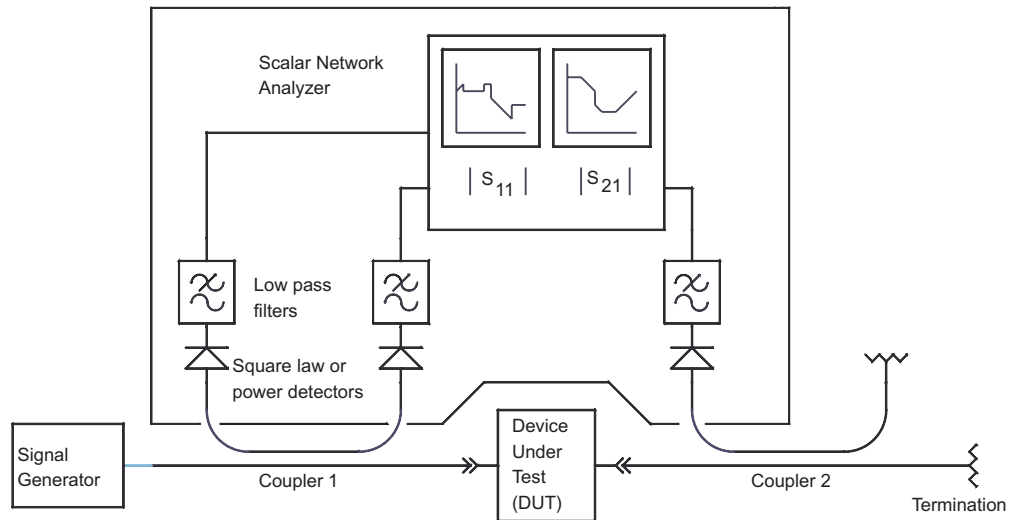 Scalar Network
Analyzer
| S11 |
| S21 |
Low pass
filters
Square law or
power detectors
Signal
Generator
Coupler 1
Device
Under
Test
(DUT)
Coupler 2
Termination